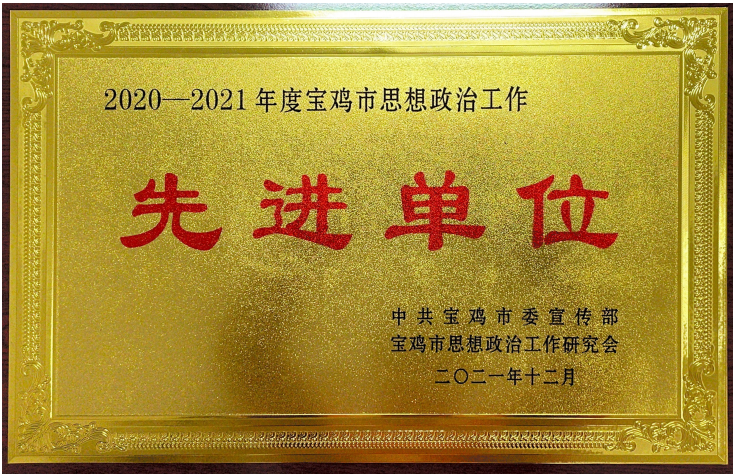 2020—2021年度宝鸡市思想政治工作
先进单位
中共宝鸡市委宣传部
宝鸡市思想政治工作研究会
二〇二一年十二月